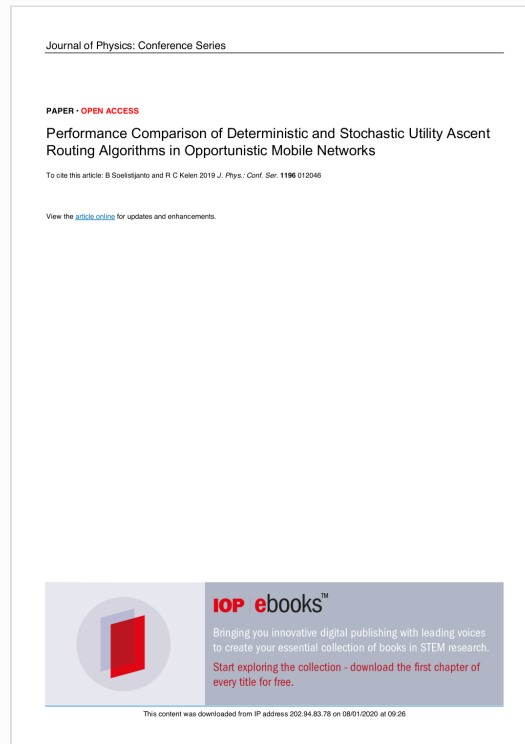 Journal of Physics: Conference Series
PAPER • OPEN ACCESS
Performance Comparison of Deterministic and Stochastic Utility Ascent
Routing Algorithms in Opportunistic Mobile Networks
To cite this article: B Soelistijanto and R C Kelen 2019 J. Phys.: Conf. Ser. 1196 012046
View the article online for updates and enhancements.
IOP ebooks™
Bringing you innovative digital publishing with leading voices
to create your essential collection of books in STEM research.
Start exploring the collection - download the first chapter of
every title for free.
This content was downloaded from IP address 202.94.83.78 on 08/01/2020 at 09:26